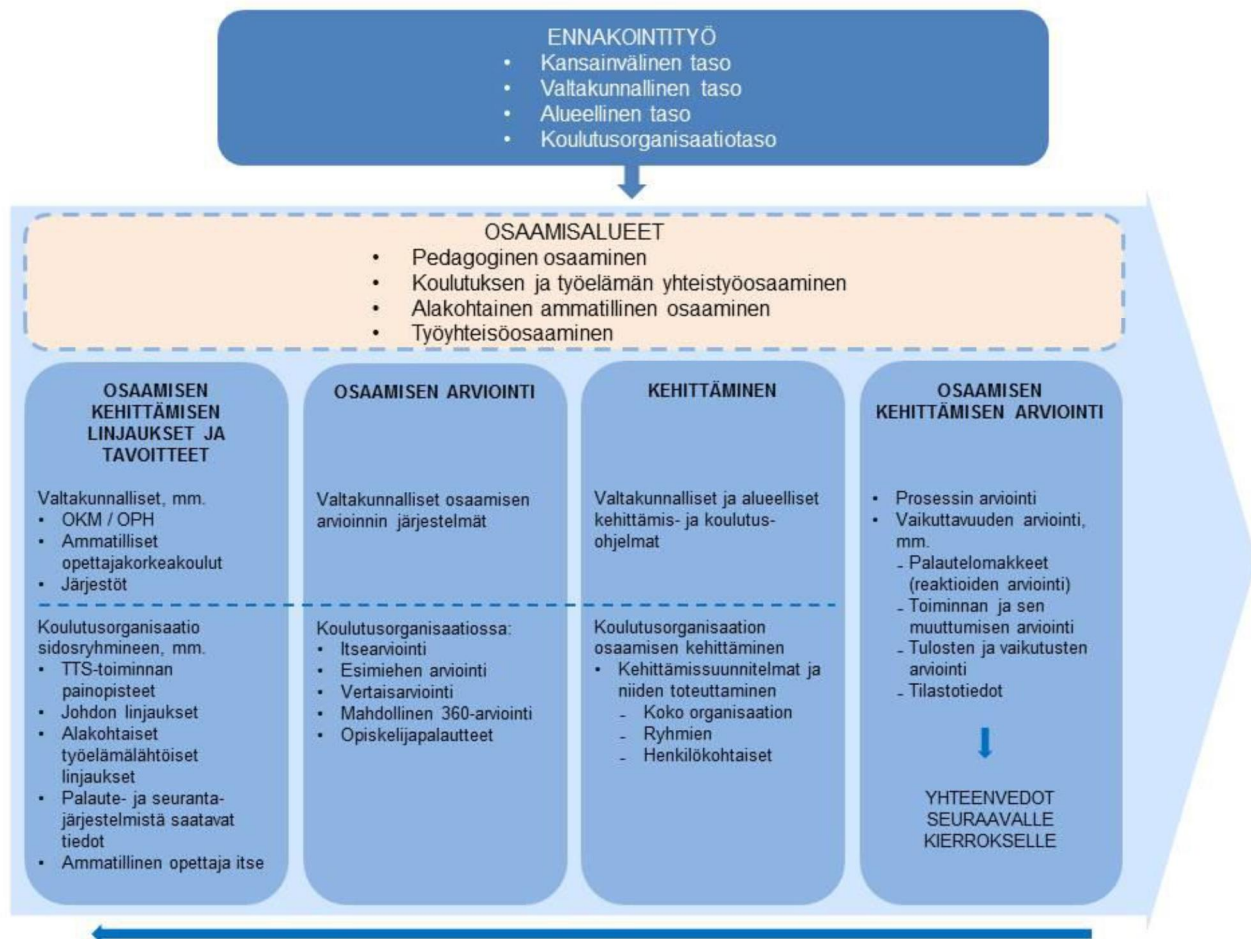 ENNAKOINTITYÖ
• Kansainvälinen taso
• Valtakunnallinen taso
• Alueellinen taso
• Koulutusorganisaatiotaso
OSAAMISALUEET
• Pedagoginen osaaminen
• Koulutuksen ja työelämän yhteistyöosaaminen
• Alakohtainen ammatillinen osaaminen
• Työyhteisöosaaminen
OSAAMISEN
KEHITTÄMISEN
LINJAUKSET JA
TAVOITTEET
Valtakunnalliset, mm.
• OKM / OPH
• Ammatilliset
opettajakorkeakoulut
• Järjestöt
Koulutusorganisaatio
sidosryhmineen, mm.
• TTS-toiminnan
painopisteet
• Johdon linjaukset
• Alakohtaiset
työelämälähtöiset
linjaukset
• Palaute- ja seuranta-
järjestelmistä saatavat
tiedot
• Ammatillinen opettaja itse
OSAAMISEN ARVIOINTI
Valtakunnalliset osaamisen
arvioinnin järjestelmät
Koulutusorganisaatiossa:
• Itsearviointi
• Esimiehen arviointi
• Vertaisarviointi
• Mahdollinen 360-arviointi
• Opiskelijapalautteet
KEHITTÄMINEN
Valtakunnalliset ja alueelliset
kehittämis- ja koulutus-
ohjelmat
Koulutusorganisaation
osaamisen kehittäminen
• Kehittämissuunnitelmat ja
niiden toteuttaminen
- Koko organisaation
- Ryhmien
- Henkilökohtaiset
OSAAMISEN
KEHITTÄMISEN ARVIOINTI
• Prosessin arviointi
• Vaikuttavuuden arviointi,
mm.
- Palautelomakkeet
(reaktioiden arviointi)
- Toiminnan ja sen
muuttumisen arviointi
- Tulosten ja vaikutusten
arviointi
• Tilastotiedot
YHTEENVEDOT
SEURAAVALLE
KIERROKSELLE